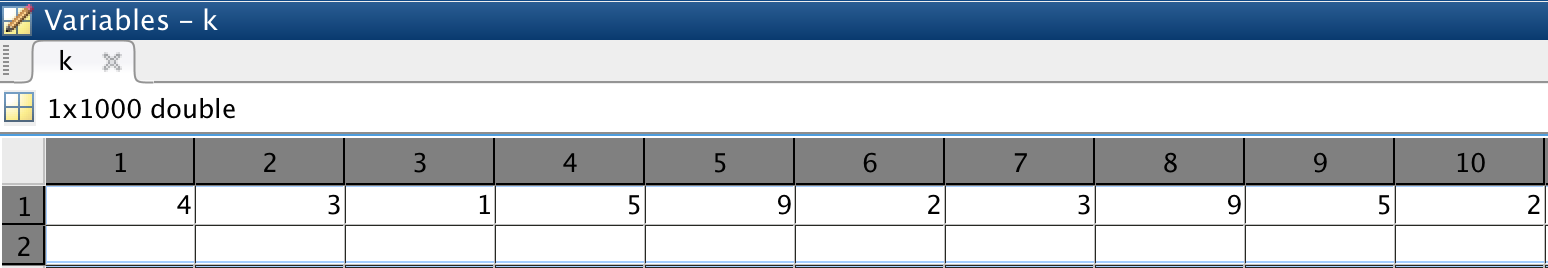 Variables – k
k
1x1000 double
1 2 3 4 5 6 7 8 9 10
1 4 3 1 5 9 2 3 9 5 2
2